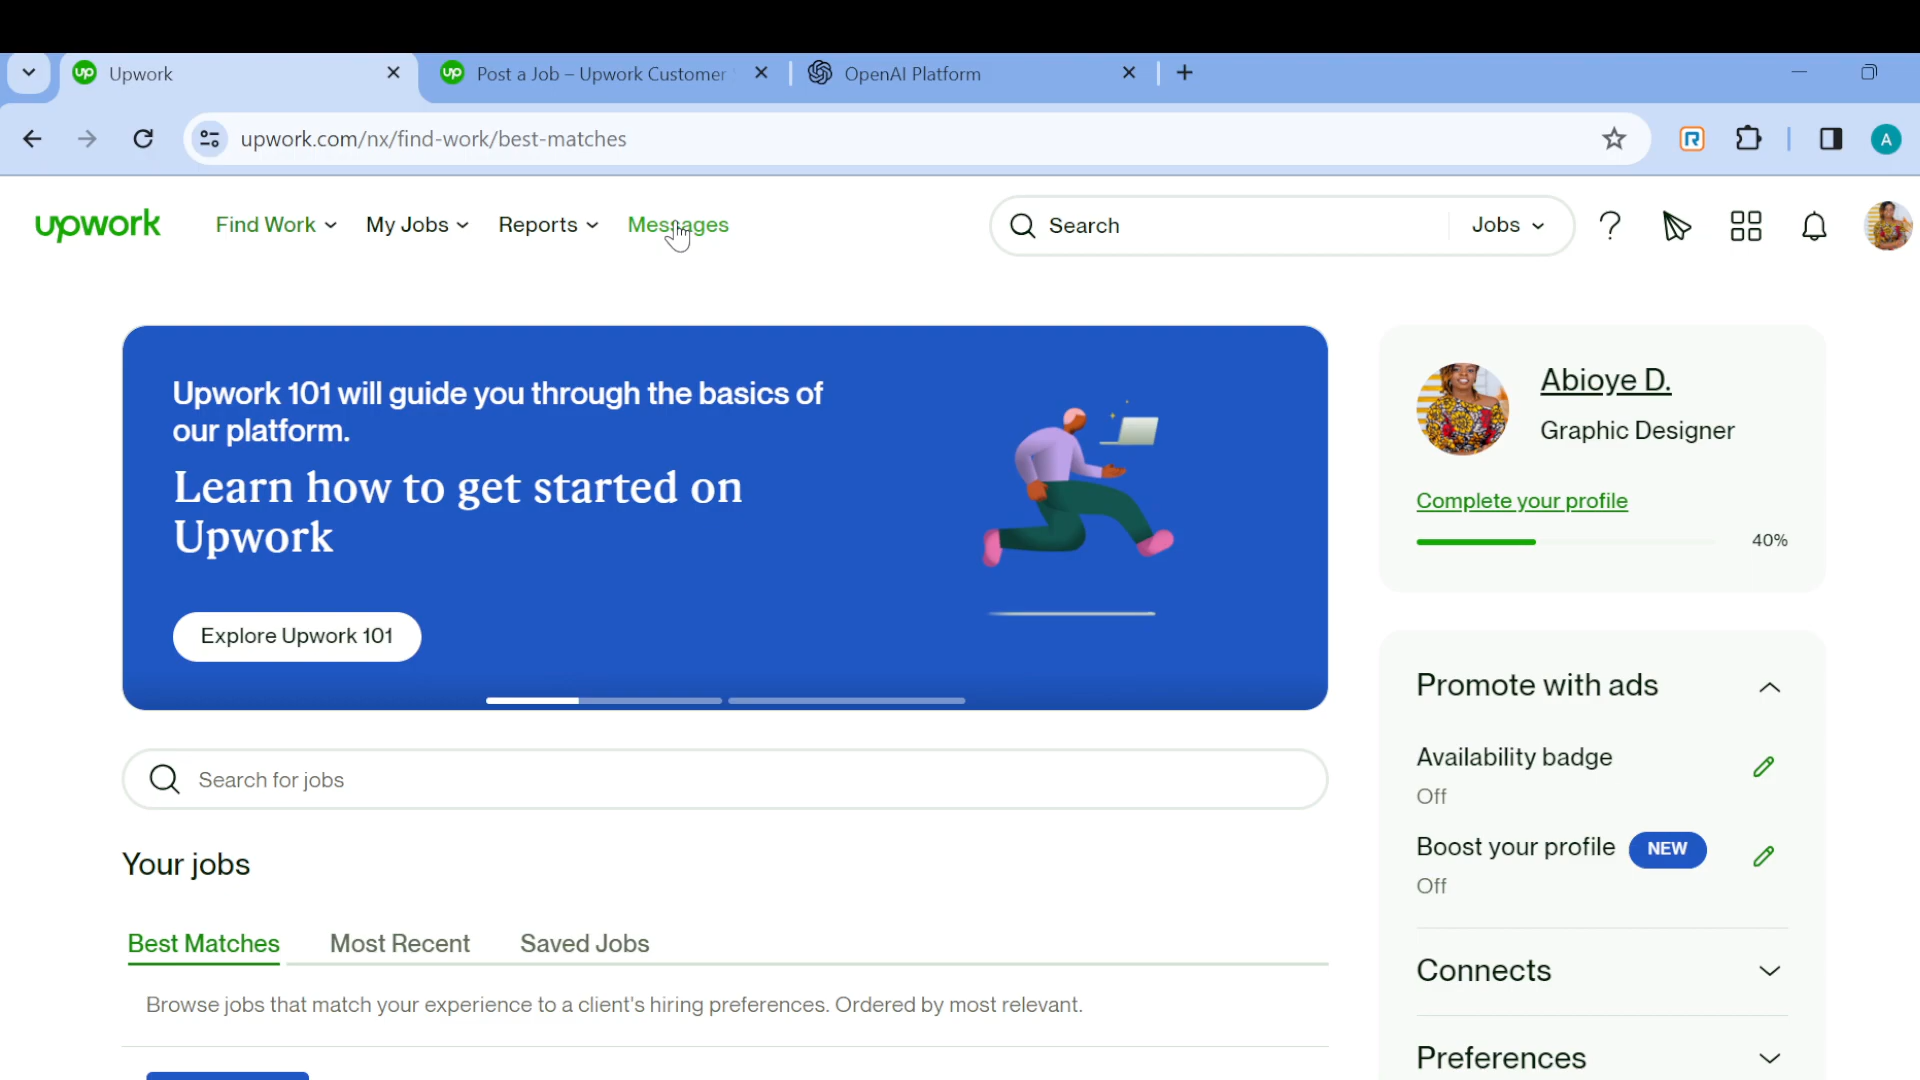 Upwork
Post a Job – Upwork Customer
OpenAI Platform
upwork.com/nx/find-work/best-matches
A
upwork
Find Work
My Jobs
Reports
Messages
Search
Jobs
Upwork 101 will guide you through the basics of
our platform.
Learn how to get started on
Upwork
Explore Upwork 101
Abioye D.
Graphic Designer
Complete your profile
40%
Promote with ads
Availability badge
Off
Boost your profile NEW
Off
Connects
Preferences
Search for jobs
Your jobs
Best Matches
Most Recent
Saved Jobs
Browse jobs that match your experience to a client's hiring preferences. Ordered by most relevant.